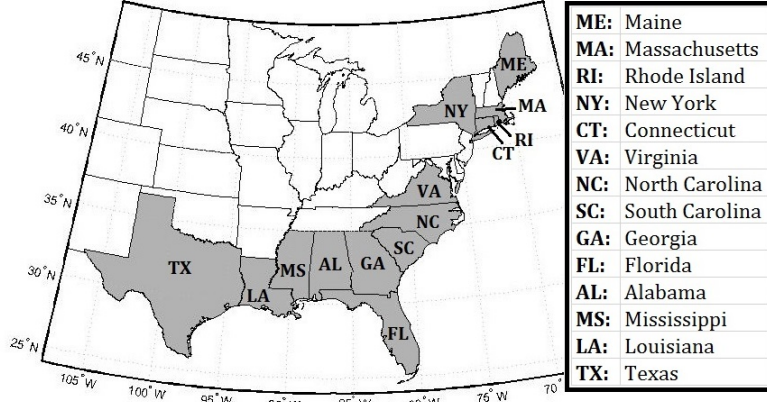 45°N
40°N
35°N
30°N
25°N
105°W
100°W
95°W
75°W
70°
ME
MA
NY
RI
CT
VA
NC
SC
TX
MS
AL
GA
LA
FL
ME: Maine
MA: Massachusetts
RI: Rhode Island
NY: New York
CT: Connecticut
VA: Virginia
NC: North Carolina
SC: South Carolina
GA: Georgia
FL: Florida
AL: Alabama
MS: Mississippi
LA: Louisiana
TX: Texas